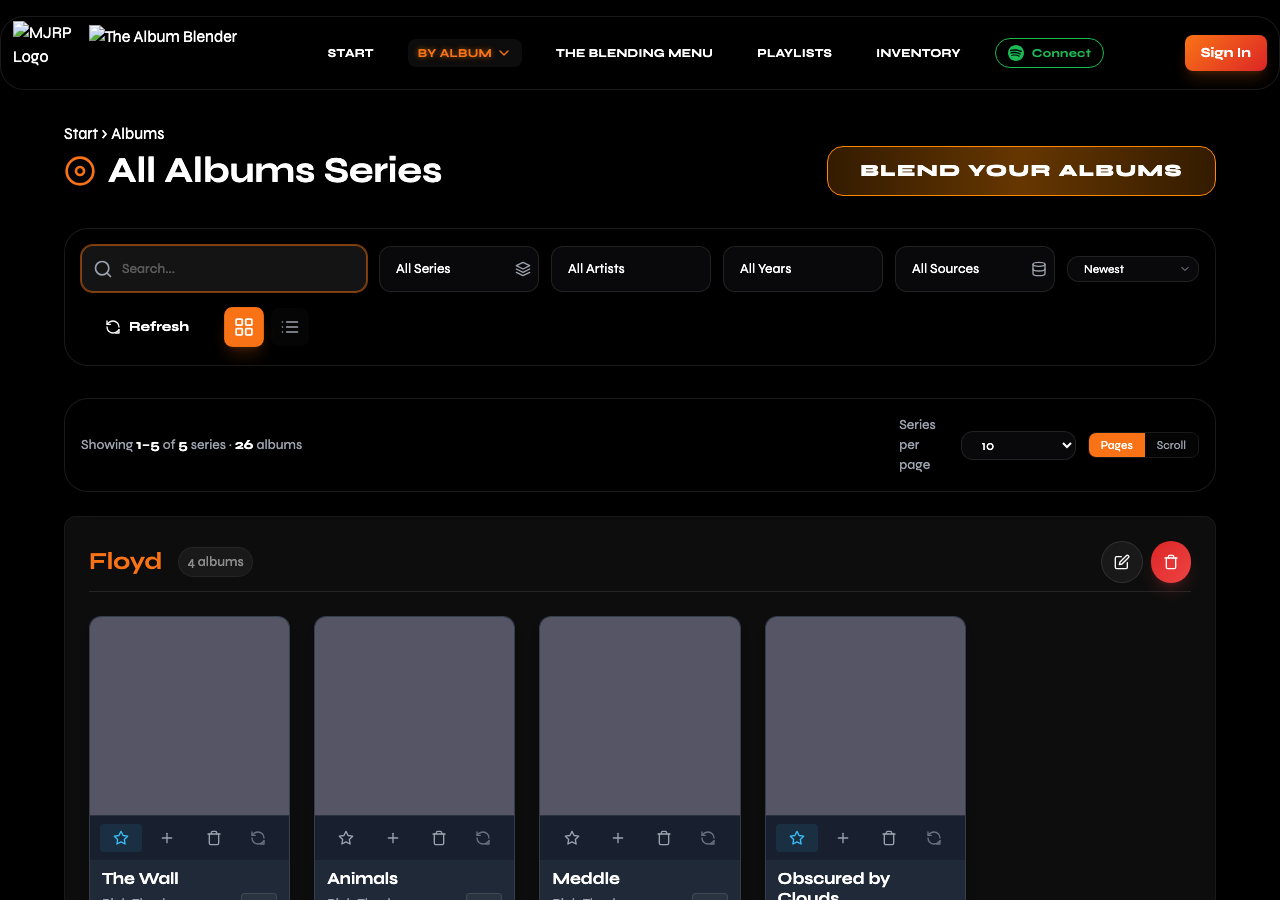 MJRP Logo
The Album Blender
START
BY ALBUM
THE BLENDING MENU
PLAYLISTS
INVENTORY
Connect
Sign In
Start › Albums
All Albums Series
BLEND YOUR ALBUMS
Search...
All Series
All Artists
All Years
All Sources
Newest
Refresh
Showing 1–5 of 5 series · 26 albums
Series per page
10
Pages
Scroll
Floyd
4 albums
The Wall
Animals
Meddle
Obscured by
Clouds